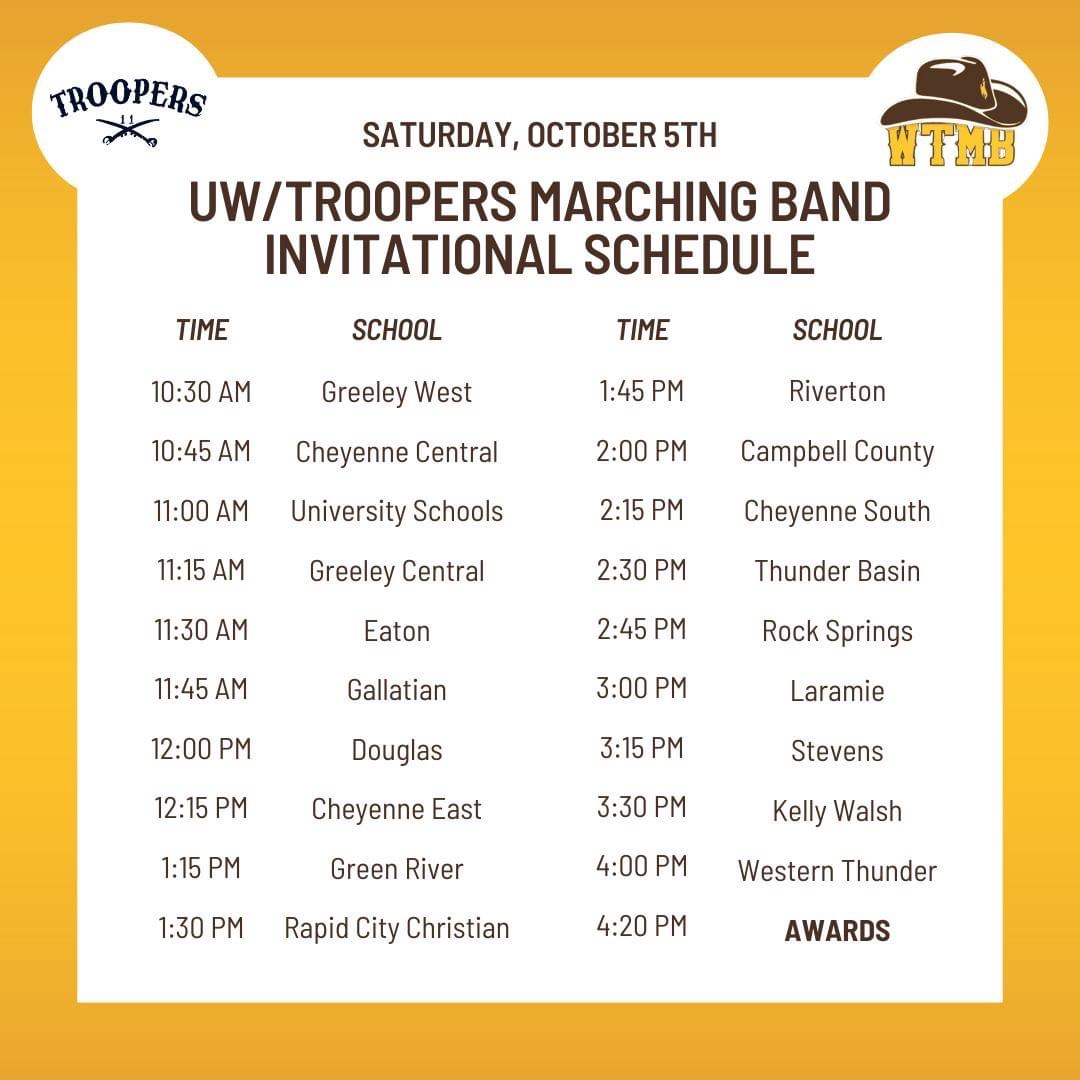 TROOPERS
11
WTMB
SATURDAY, OCTOBER 5TH
UW/TROOPERS MARCHING BAND
INVITATIONAL SCHEDULE
TIME SCHOOL
10:30 AM Greeley West
10:45 AM Cheyenne Central
11:00 AM University Schools
11:15 AM Greeley Central
11:30 AM Eaton
11:45 AM Gallatian
12:00 PM Douglas
12:15 PM Cheyenne East
1:15 PM Green River
1:30 PM Rapid City Christian
TIME SCHOOL
1:45 PM Riverton
2:00 PM Campbell County
2:15 PM Cheyenne South
2:30 PM Thunder Basin
2:45 PM Rock Springs
3:00 PM Laramie
3:15 PM Stevens
3:30 PM Kelly Walsh
4:00 PM Western Thunder
4:20 PM AWARDS